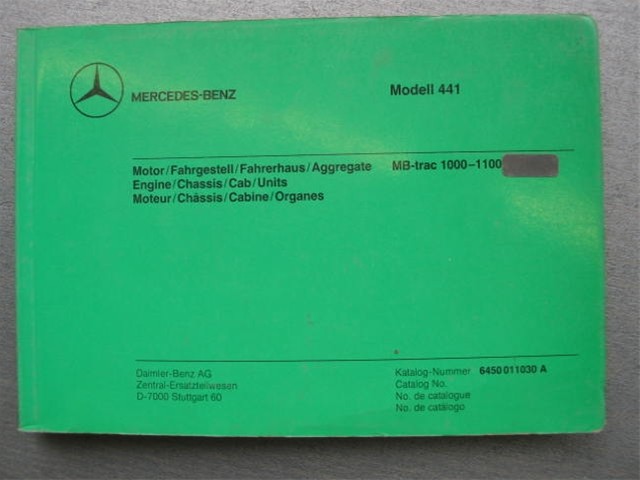 MERCEDES-BENZ
Modell 441
Motor/Fahrgestell/Fahrerhaus/Aggregate MB-trac 1000-1100
Engine/Chassis/Cab/Units
Moteur/Châssis/Cabine/Organes
Daimler-Benz AG
Zentral-Ersatzteilwesen
D-7000 Stuttgart 60
Katalog-Nummer 6450 011030 A
Catalog No.
No. de catalogue
No. de catálogo